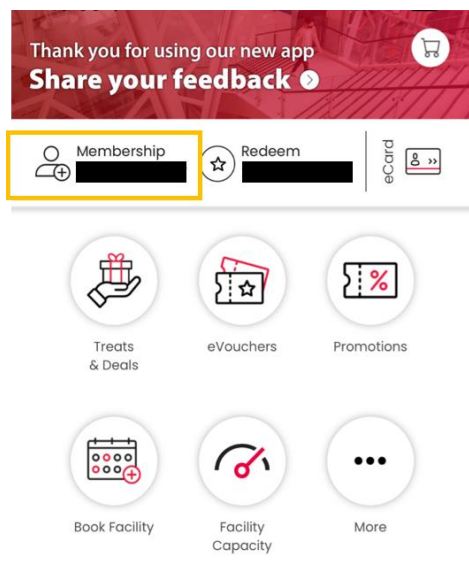 Thank you for using our new app
Share your feedback
Membership
Redeem
eCard
Treats
& Deals
eVouchers
Promotions
Book Facility
Facility
Capacity
More